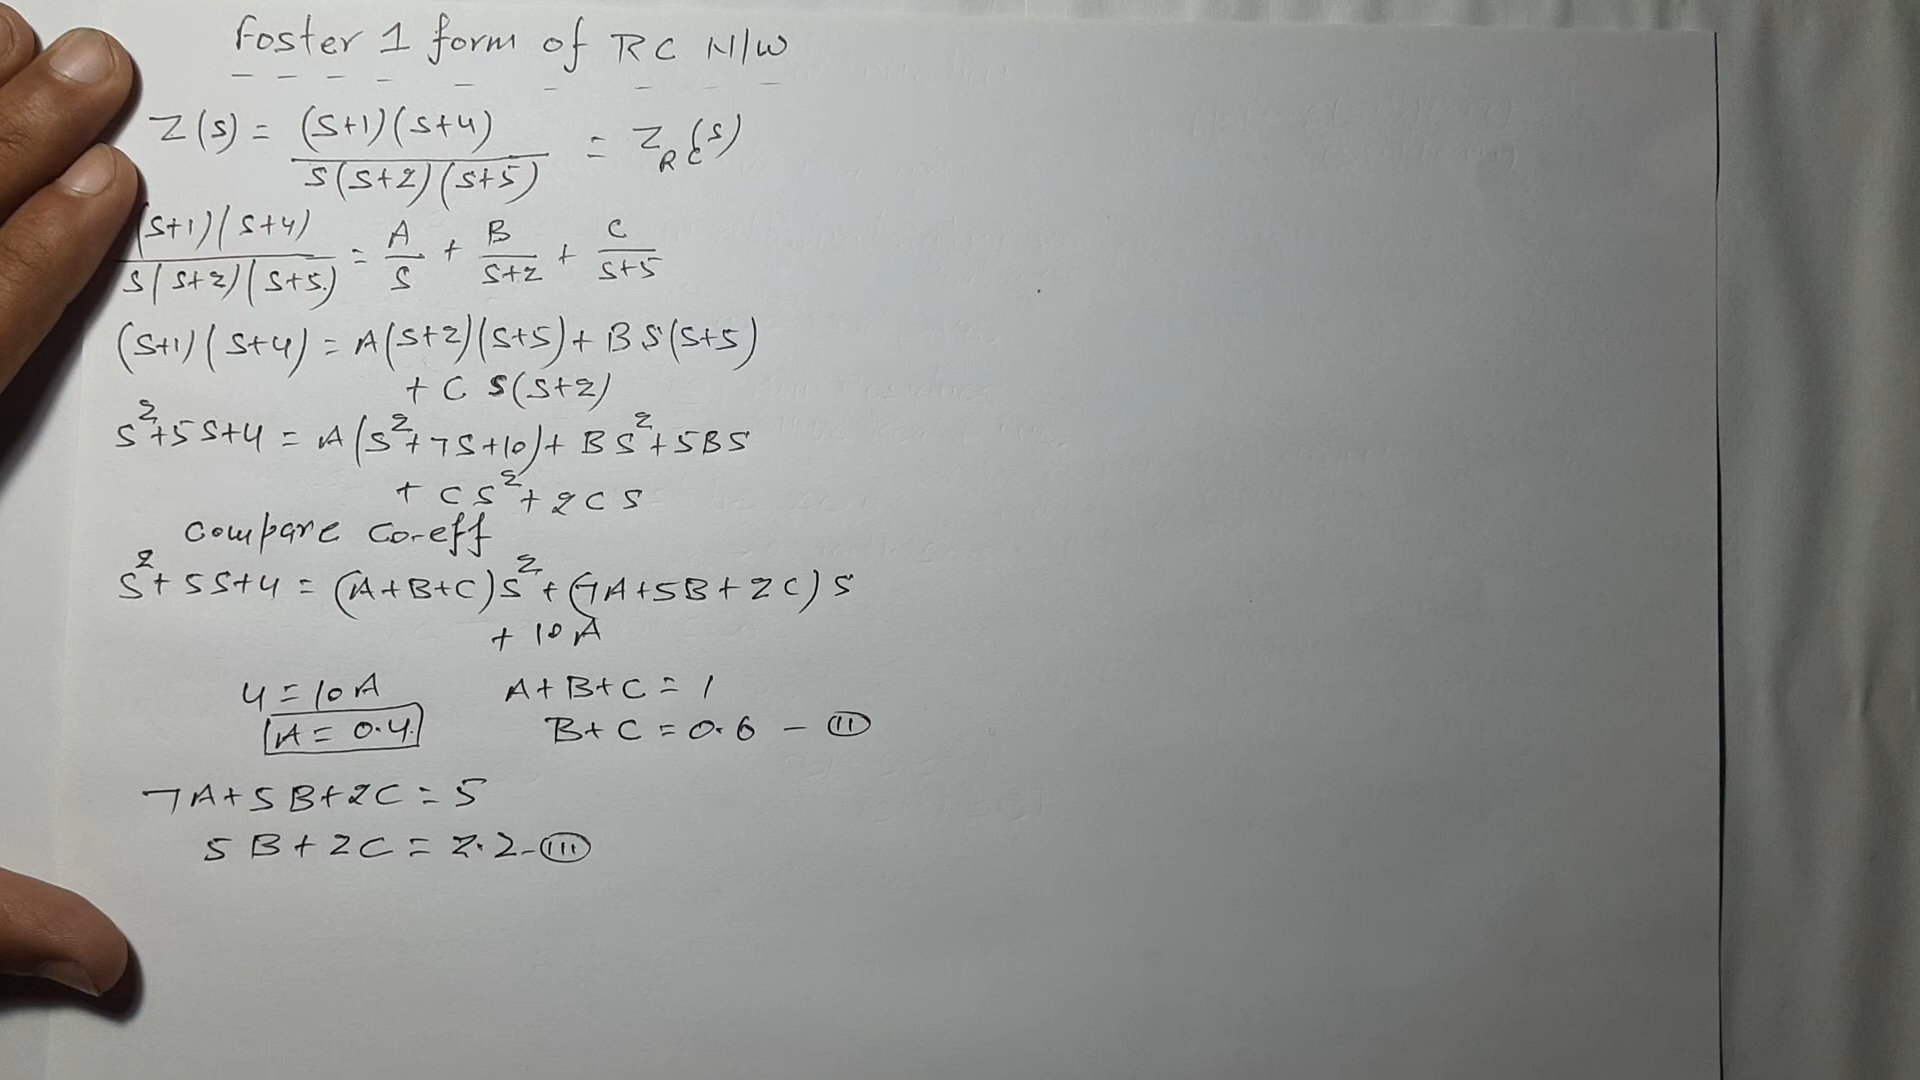 Foster 1 form of RC N/W
Z(s) = (s+1)(s+4) / s(s+2)(s+5) = Z_RC(s)
(s+1)(s+4) / s(s+2)(s+5) = A/s + B/s+2 + C/s+5
(s+1)(s+4) = A(s+2)(s+5) + BS(s+5)
+ C S(s+2)
s²+5s+4 = A(s²+7s+10) + Bs²+5BS
+ Cs²+2CS
compare co-eff
s²+5s+4 = (A+B+C)s² + (7A+5B+2C)s
+ 10A
4=10A A+B+C = 1
A = 0.4 B+C = 0.6 - (II)
7A+5B+2C = 5
5B+2C = 2.2 - (III)